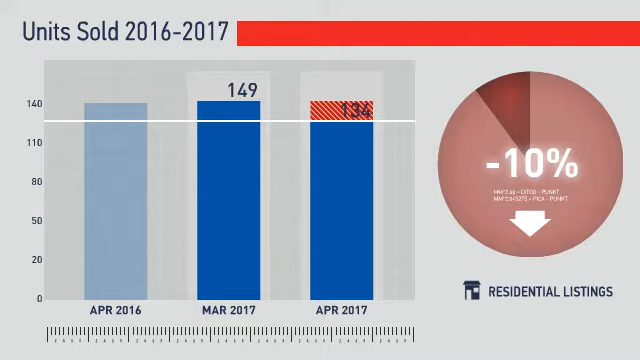 Units Sold 2016-2017
149
134
140
110
80
50
20
0
APR 2016
MAR 2017
APR 2017
-10%
RESIDENTIAL LISTINGS